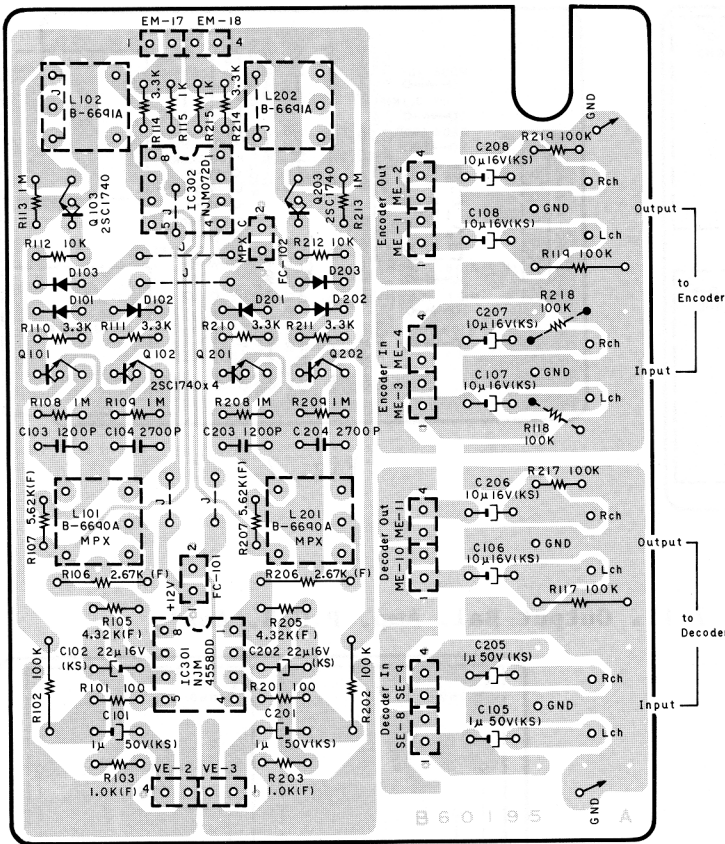 EM-17 EM-18
1 4
J L102 B-6691A
R114 3.3K
R115 1K
R215 1K
R214 3.3K
L202 B-6691A J
GND
R113 1M
Q103 2SC1740
8 1
IC302 NJM072D
5 4
J
Q203 2SC1740
R213 1M
MPX C
2
1
FC-102
R112 10K
J
J
R212 10K
D103
D203
D101 D102
D201 D202
R110 3.3K R111 3.3K
R210 3.3K R211 3.3K
Q101 Q102
Q201 Q202
2SC1740x4
R108 1M R109 1M
R208 1M R209 1M
C103 1200P C104 2700P
C203 1200P C204 2700P
R107 5.62K(F)
L101 B-6690A MPX
J
J
R207 5.62K(F)
L201 B-6690A MPX
R106 2.67K (F)
R206 2.67K (F)
+12V
2
1
FC-101
R105 4.32K(F)
R205 4.32K(F)
8 1
IC301 NJM 4558DD
5 4
R102 100K
C102 22µ16V (KS)
C202 22µ16V (KS)
R202 100K
R101 100
R201 100
C101 1µ 50V(KS)
C201 1µ 50V(KS)
R103 1.0K(F)
R203 1.0K(F)
VE-2 VE-3
4 1
Encoder Out
ME-1 ME-2
4
1
C208 10µ16V(KS)
R219 100K
Rch
C108 10µ16V(KS)
GND
Lch
R119 100K
Output
to Encoder
Input
Encoder In
ME-3 ME-4
4
1
C207 10µ16V(KS)
R218 100K
Rch
C107 10µ16V(KS)
GND
Lch
R118 100K
Decoder Out
ME-10 ME-11
4
1
C206 10µ16V(KS)
R217 100K
Rch
C106 10µ16V(KS)
GND
Lch
R117 100K
Output
to Decode
Input
Decoder In
SE-8 SE-9
4
1
C205 1µ 50V(KS)
Rch
C105 1µ 50V(KS)
GND
Lch
GND
B60195 A